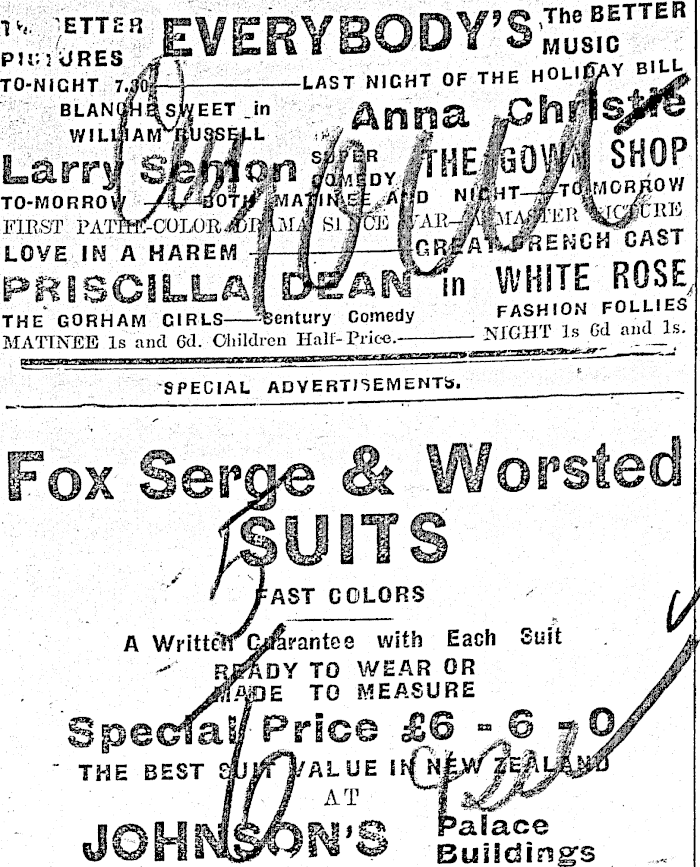 ETTER EVERYBODY'S The BETTER
PICTURES MUSIC
TO-NIGHT 7.30 LAST NIGHT OF THE HOLIDAY BILL
BLANCHE SWEET in Anna Christie
WILLIAM RUSSELL
Larry Semon SUPER COMEDY THE GOWN SHOP
TO-MORROW — BOTH MATINEE AND NIGHT — TO-MORROW
FIRST PATHE-COLOR DRAMA SINCE WAR—A MASTER PICTURE
LOVE IN A HAREM — GREAT FRENCH CAST
PRISCILLA DEAN in WHITE ROSE
THE GORHAM GIRLS—Sentury Comedy FASHION FOLLIES
MATINEE 1s and 6d. Children Half-Price.— NIGHT 1s 6d and 1s.
SPECIAL ADVERTISEMENTS.
Fox Serge & Worsted
SUITS
FAST COLORS
A Written Guarantee with Each Suit
READY TO WEAR OR
MADE TO MEASURE
Special Price £6 - 6 - 0
THE BEST SUIT VALUE IN NEW ZEALAND
AT
JOHNSON'S Palace
Buildings